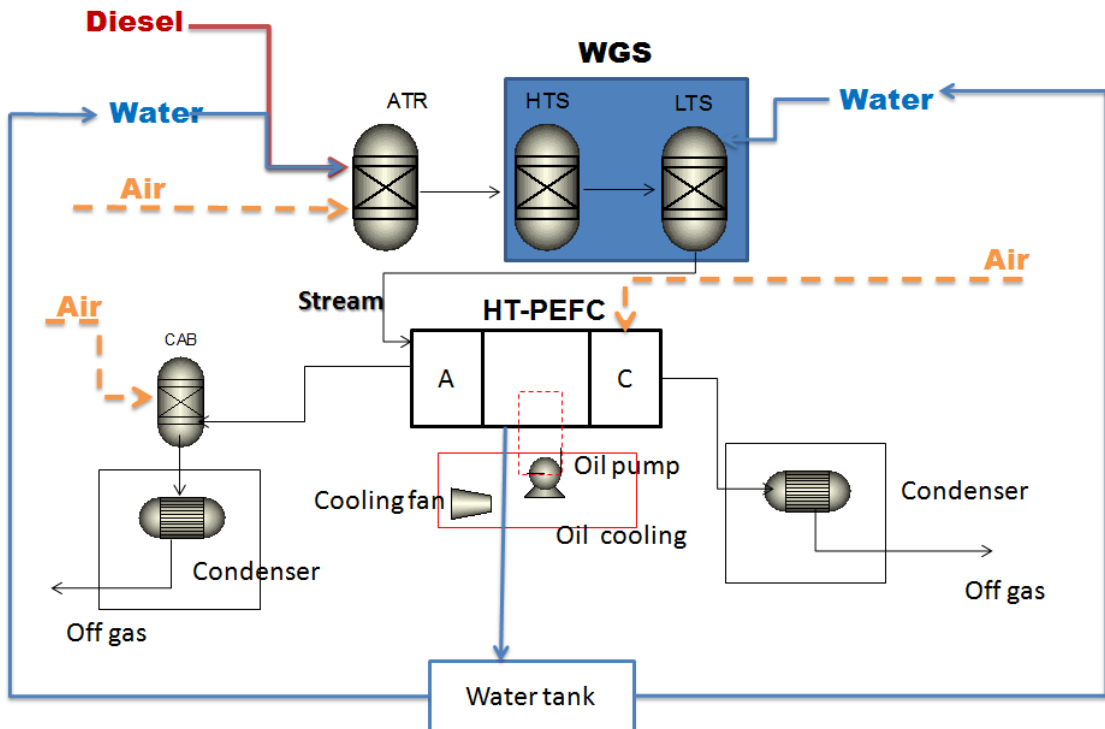 Diesel
WGS
ATR
HTS
LTS
Water
Water
Air
Air
Stream
HT-PEFC
Air
CAB
A
C
Oil pump
Cooling fan
Condenser
Oil cooling
Condenser
Off gas
Off gas
Water tank